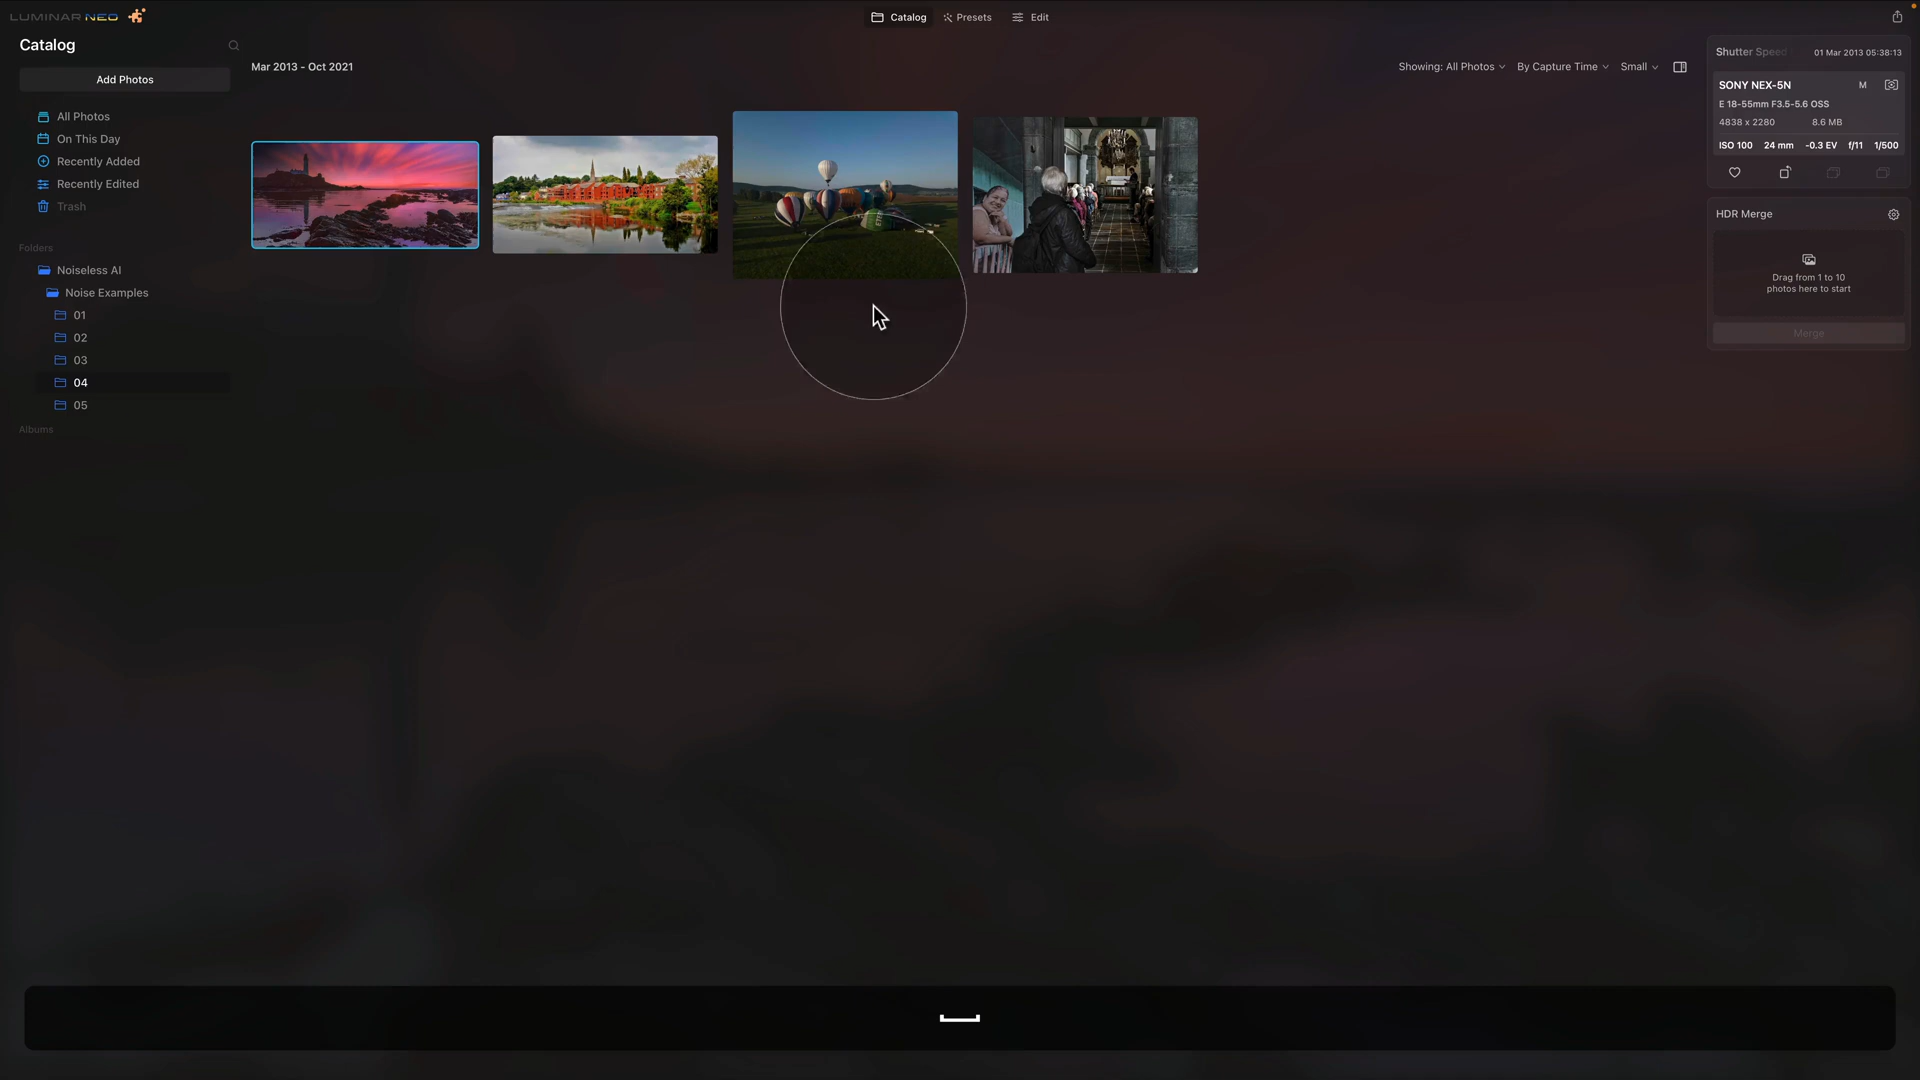 LUMINAR NEO
Catalog
Presets
Edit
Catalog
Add Photos
All Photos
On This Day
Recently Added
Recently Edited
Trash
Folders
Noiseless AI
Noise Examples
01
02
03
04
05
Albums
Mar 2013 - Oct 2021
Showing: All Photos
By Capture Time
Small
Shutter Speed
01 Mar 2013 05:38:13
SONY NEX-5N
M
E 18-55mm F3.5-5.6 OSS
4838 x 2280
8.6 MB
ISO 100
24 mm
-0.3 EV
f/11
1/500
HDR Merge
Drag from 1 to 10
photos here to start
Merge